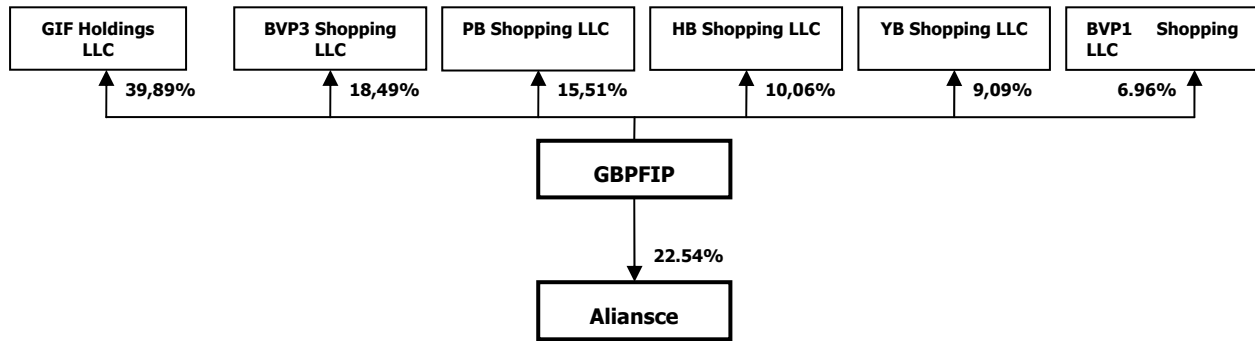 GIF Holdings
LLC
BVP3 Shopping
LLC
PB Shopping LLC
HB Shopping LLC
YB Shopping LLC
BVP1 Shopping
LLC
39,89%
18,49%
15,51%
10,06%
9,09%
6.96%
GBPFIP
22.54%
Aliansce